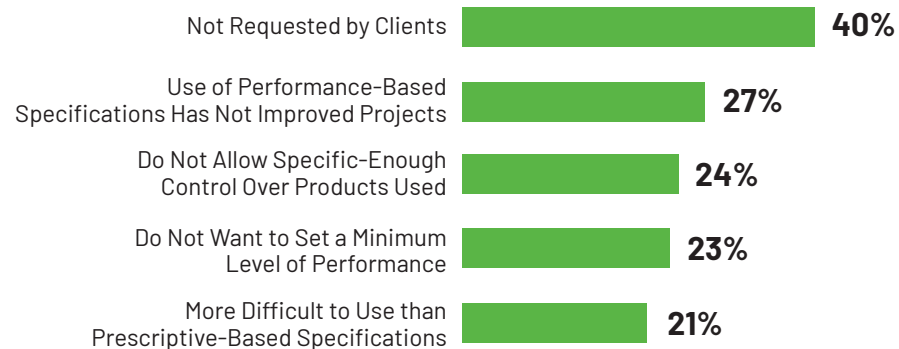 Not Requested by Clients 40%
Use of Performance-Based
Specifications Has Not Improved Projects 27%
Do Not Allow Specific-Enough
Control Over Products Used 24%
Do Not Want to Set a Minimum
Level of Performance 23%
More Difficult to Use than
Prescriptive-Based Specifications 21%